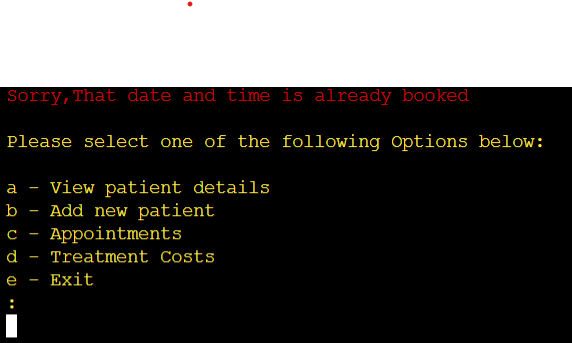 Sorry,That date and time is already booked
Please select one of the following Options below:
a - View patient details
b - Add new patient
c - Appointments
d - Treatment Costs
e - Exit
: